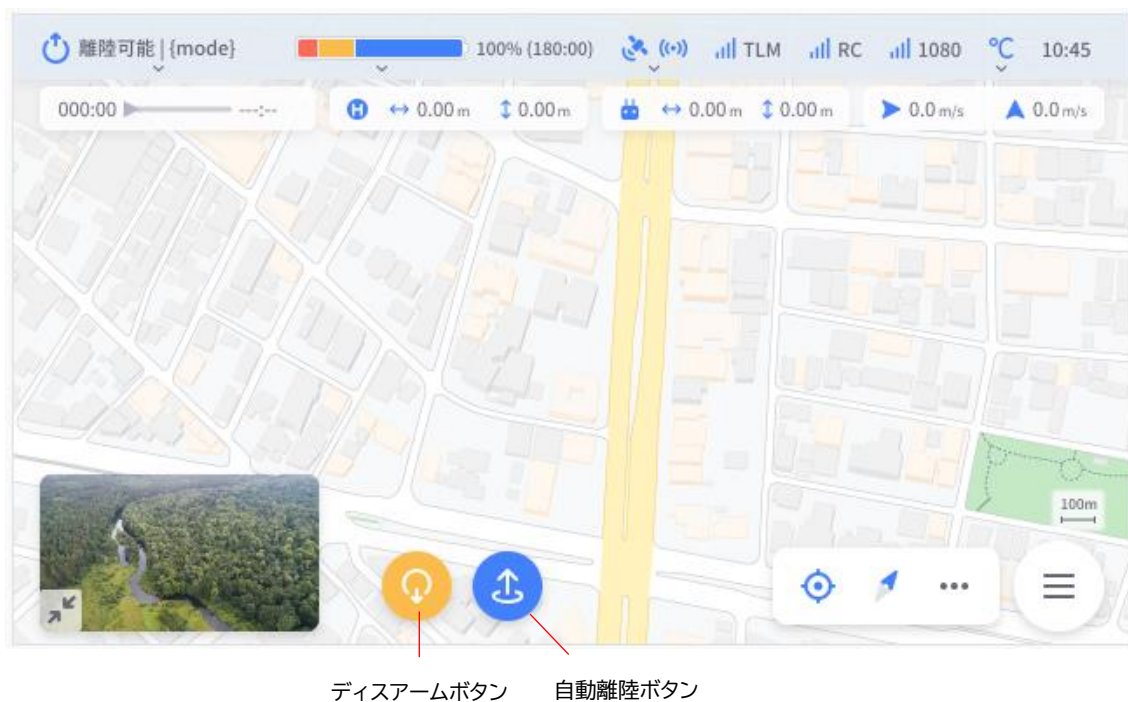 離陸可能 | {mode} 100% (180:00) TLM RC 1080 ℃ 10:45
000:00 ---:-- H 0.00 m 0.00 m 0.00 m 0.00 m 0.0 m/s 0.0 m/s
100m
ディスアームボタン 自動離陸ボタン